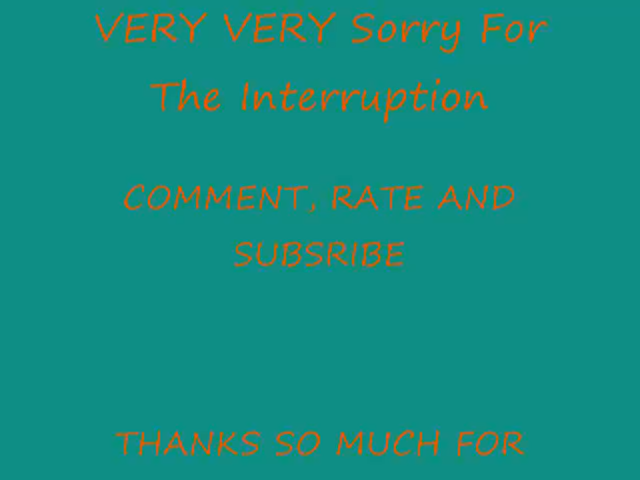 VERY VERY Sorry For
The Interruption
COMMENT, RATE AND
SUBSRIBE
THANKS SO MUCH FOR